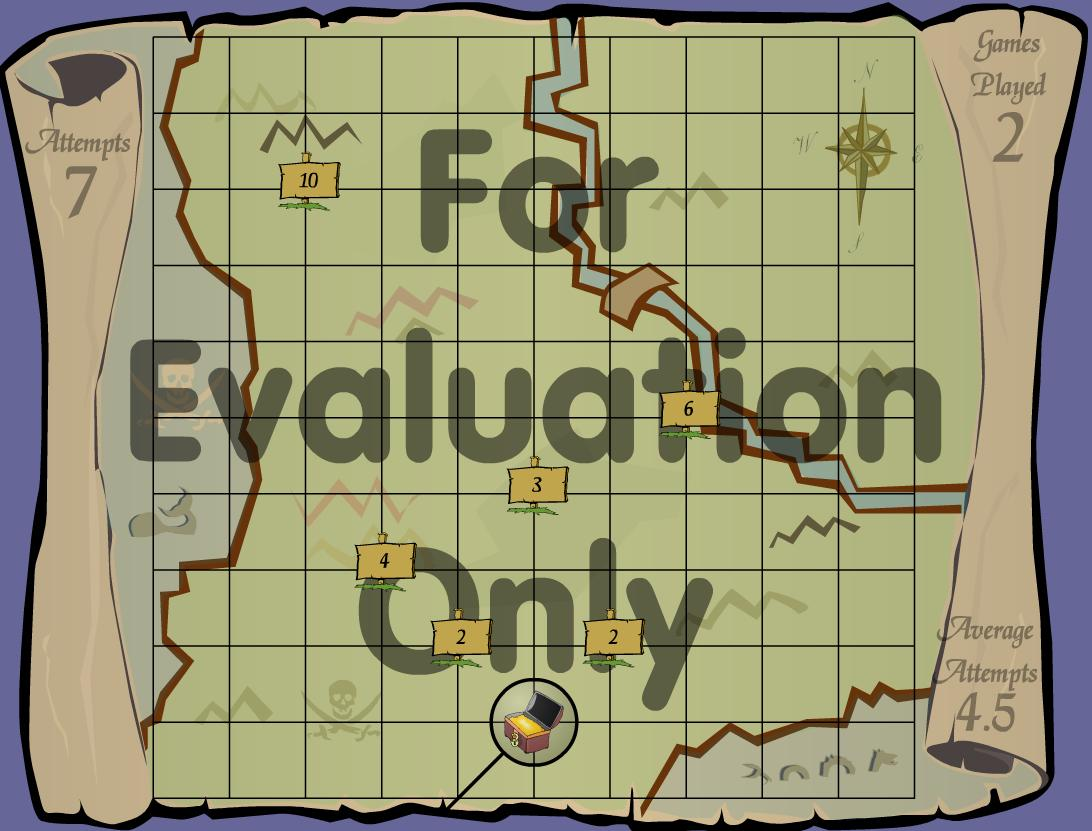 Games
Played
2
Attempts
7
N
W
E
S
10
For
Evaluation
6
3
4
Only
2
2
Average
Attempts
4.5